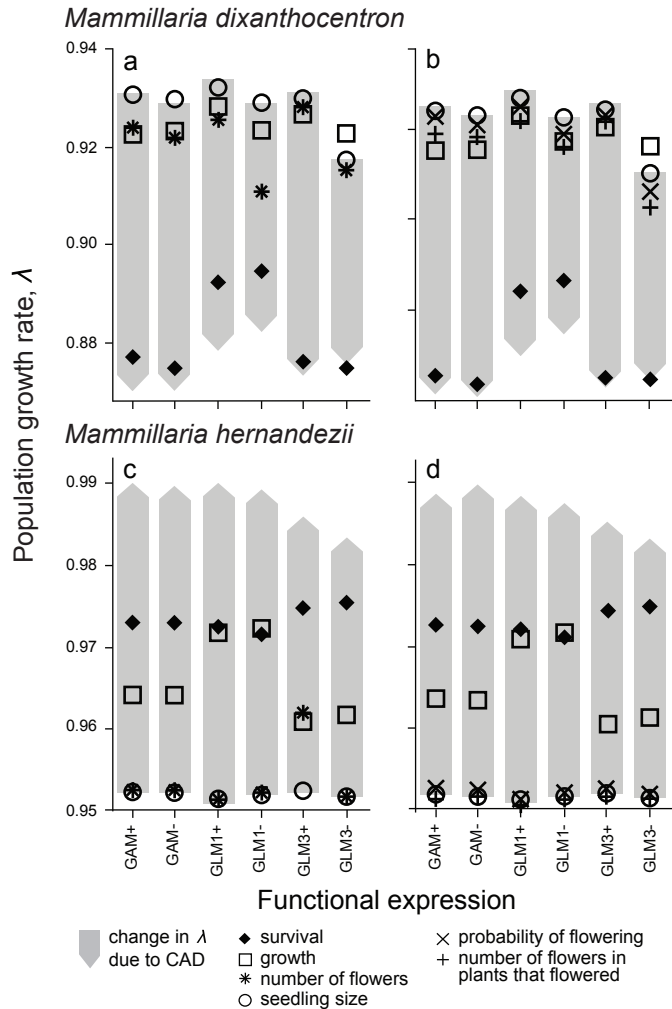 Mammillaria dixanthocentron
a
b
0.94
0.92
0.90
0.88
Population growth rate, λ
Mammillaria hernandezii
c
d
0.99
0.98
0.97
0.96
0.95
GAM+
GAM-
GLM1+
GLM1-
GLM3+
GLM3-
GAM+
GAM-
GLM1+
GLM1-
GLM3+
GLM3-
Functional expression
change in λ
due to CAD
survival
growth
number of flowers
seedling size
probability of flowering
number of flowers in
plants that flowered